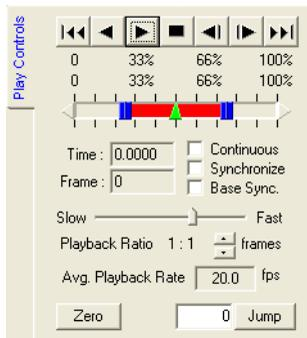 Play Controls
0 33% 66% 100%
0 33% 66% 100%
Time : 0.0000
Continuous
Synchronize
Frame : 0
Base Sync.
Slow Fast
Playback Ratio 1 : 1 frames
Avg. Playback Rate 20.0 fps
Zero 0 Jump